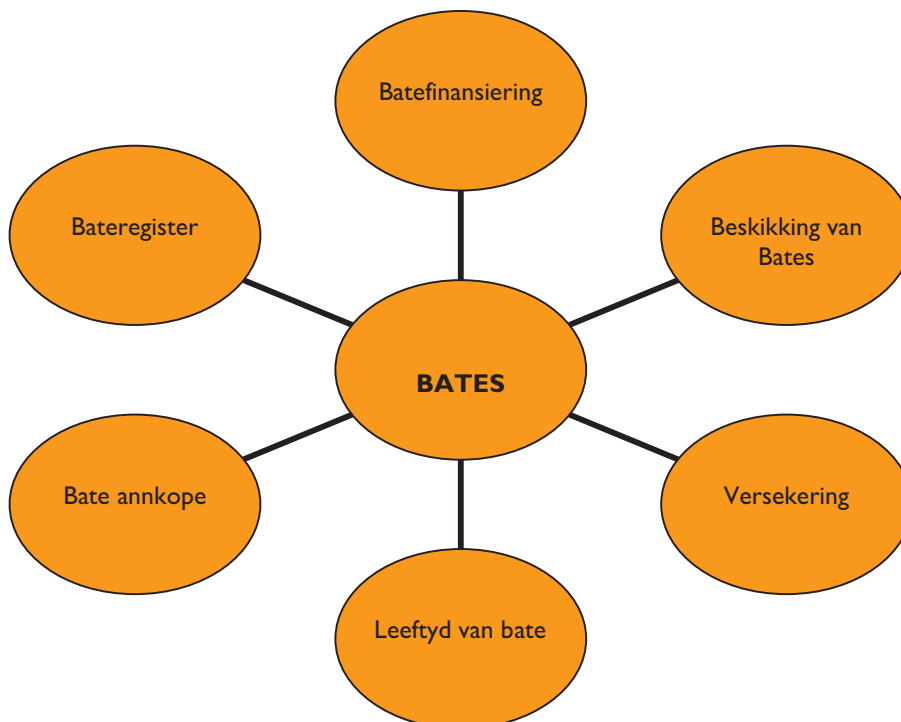 Batefinansiering
Bateregister
Beskikking van
Bates
BATES
Bate annkope
Versekering
Leeftyd van bate